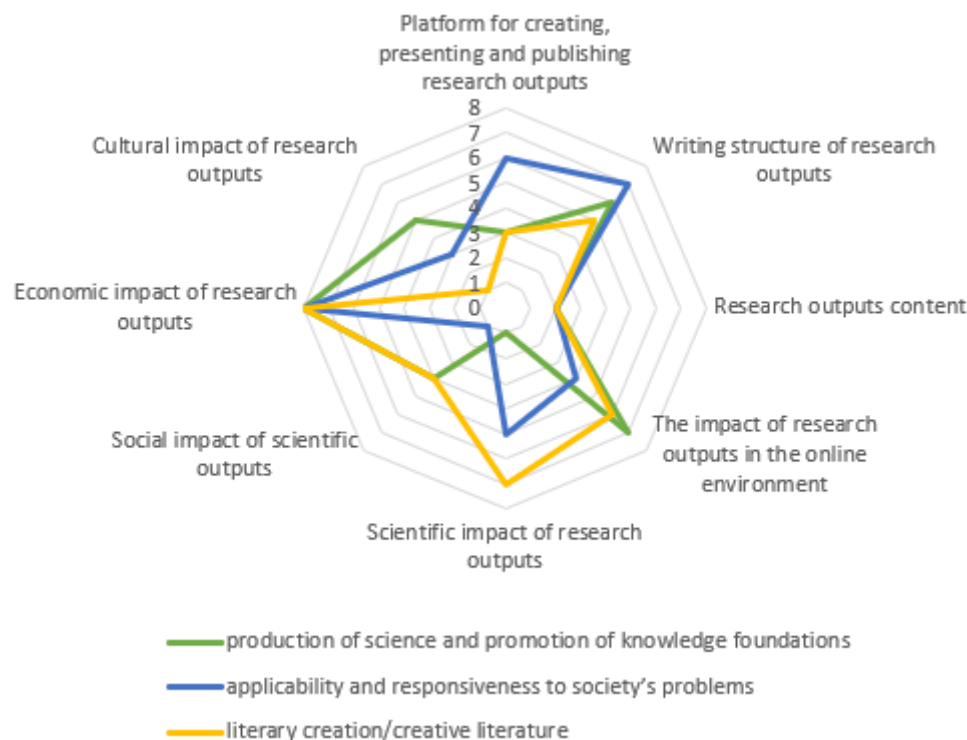 Platform for creating,
presenting and publishing
research outputs
8
7
6
5
4
3
2
1
0
Cultural impact of research
outputs
Writing structure of research
outputs
Economic impact of research
outputs
Research outputs content
Social impact of scientific
outputs
The impact of research
outputs in the online
environment
Scientific impact of research
outputs
production of science and promotion of knowledge foundations
applicability and responsiveness to society's problems
literary creation/creative literature